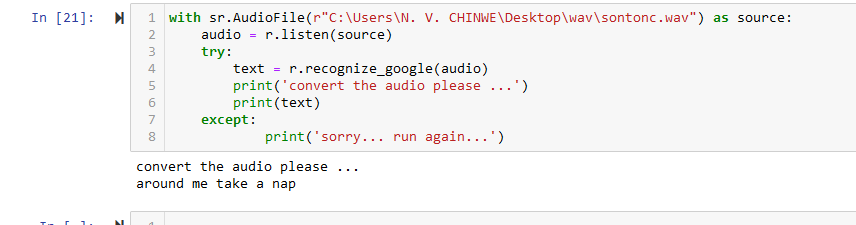 In [21]:
1 with sr.AudioFile(r"C:\Users\N. V. CHINWE\Desktop\wav\sontonc.wav") as source:
2     audio = r.listen(source)
3     try:
4         text = r.recognize_google(audio)
5         print('convert the audio please ...')
6         print(text)
7     except:
8             print('sorry... run again...')
convert the audio please ...
around me take a nap